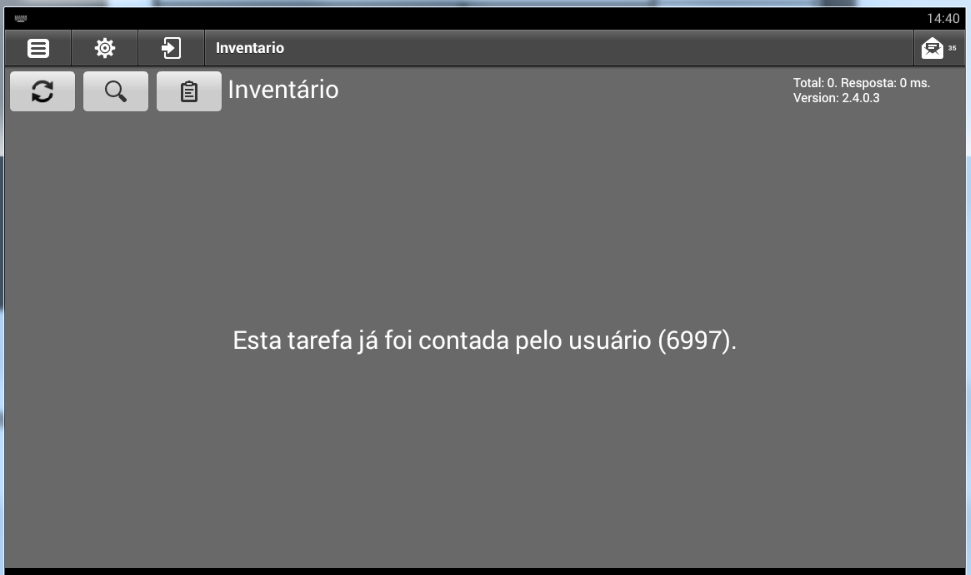 14:40
Inventario
35
Inventário
Total: 0. Resposta: 0 ms.
Version: 2.4.0.3
Esta tarefa já foi contada pelo usuário (6997).